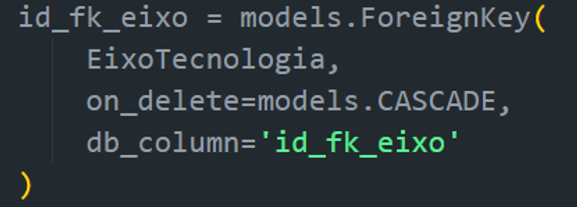 id_fk_eixo = models.ForeignKey(
    EixoTecnologia,
    on_delete=models.CASCADE,
    db_column='id_fk_eixo'
)